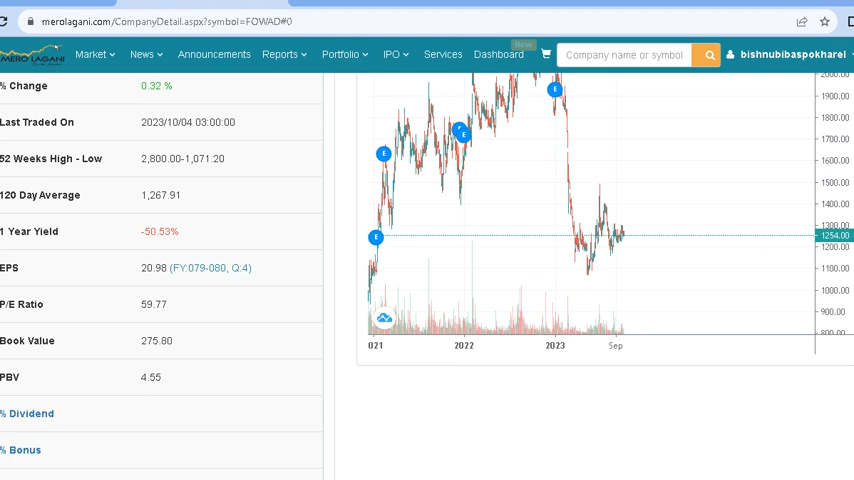 merolagani.com/CompanyDetail.aspx?symbol=FOWAD#0
MERO LAGANI
Market News Announcements Reports Portfolio IPO Services Dashboard New Company name or symbol bishnubibaspokharel
% Change 0.32 %
Last Traded On 2023/10/04 03:00:00
52 Weeks High - Low 2,800.00-1,071.20
120 Day Average 1,267.91
1 Year Yield -50.53%
EPS 20.98 (FY:079-080, Q:4)
P/E Ratio 59.77
Book Value 275.80
PBV 4.55
% Dividend
% Bonus
E
E
E
E
2000.00
1900.00
1800.00
1700.00
1600.00
1500.00
1400.00
1300.00
1254.00
1200.00
1100.00
1000.00
900.00
800.00
021 2022 2023 Sep